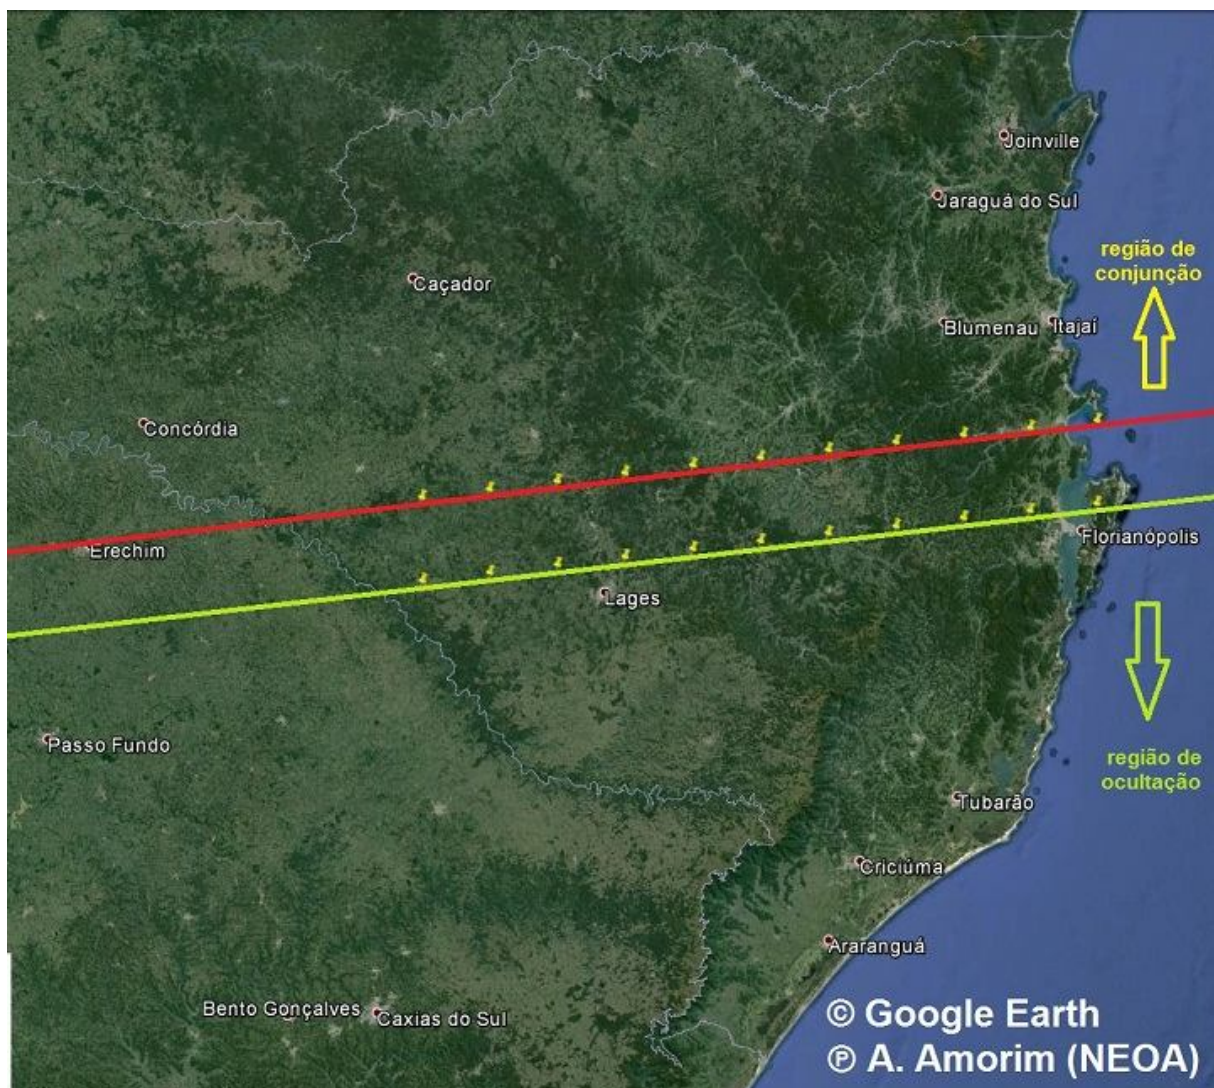 Joinville
Jaraguá do Sul
região de
conjunção
Caçador
Blumenau
Itajaí
Concórdia
Florianópolis
Erechim
Lages
Passo Fundo
região de
ocultação
Tubarão
Criciúma
Araranguá
Bento Gonçalves
Caxias do Sul
© Google Earth
℗ A. Amorim (NEOA)